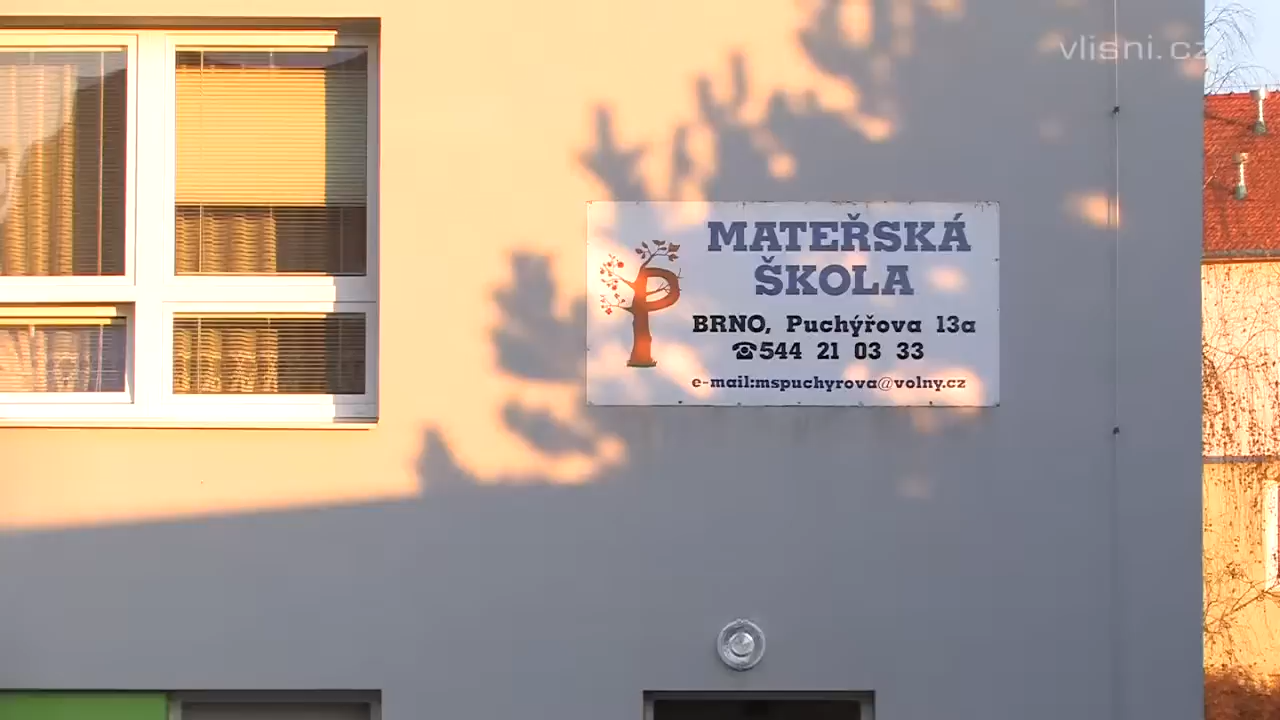 vlisni.cz
MATEŘSKÁ
ŠKOLA
BRNO, Puchýřova 13a
☎544 21 03 33
e-mail:mspuchyrova@volny.cz